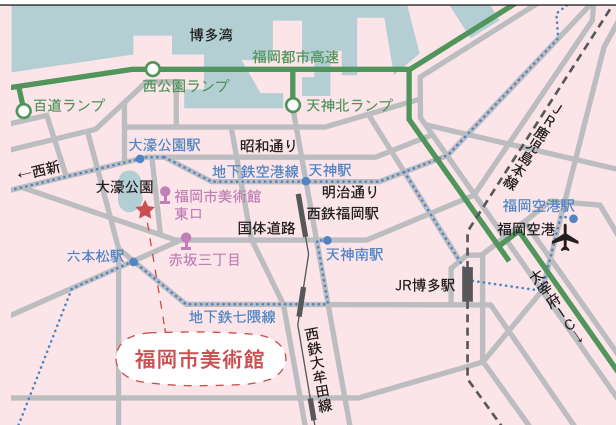 博多湾
福岡都市高速
西公園ランプ
百道ランプ
天神北ランプ
JR鹿児島本線
大濠公園駅
昭和通り
←西新
地下鉄空港線
天神駅
大濠公園
明治通り
福岡市美術館
東口
西鉄福岡駅
福岡空港駅
国体道路
福岡空港
六本松駅
赤坂三丁目
天神南駅
JR博多駅
太宰府IC→
地下鉄七隈線
福岡市美術館
西鉄大牟田線